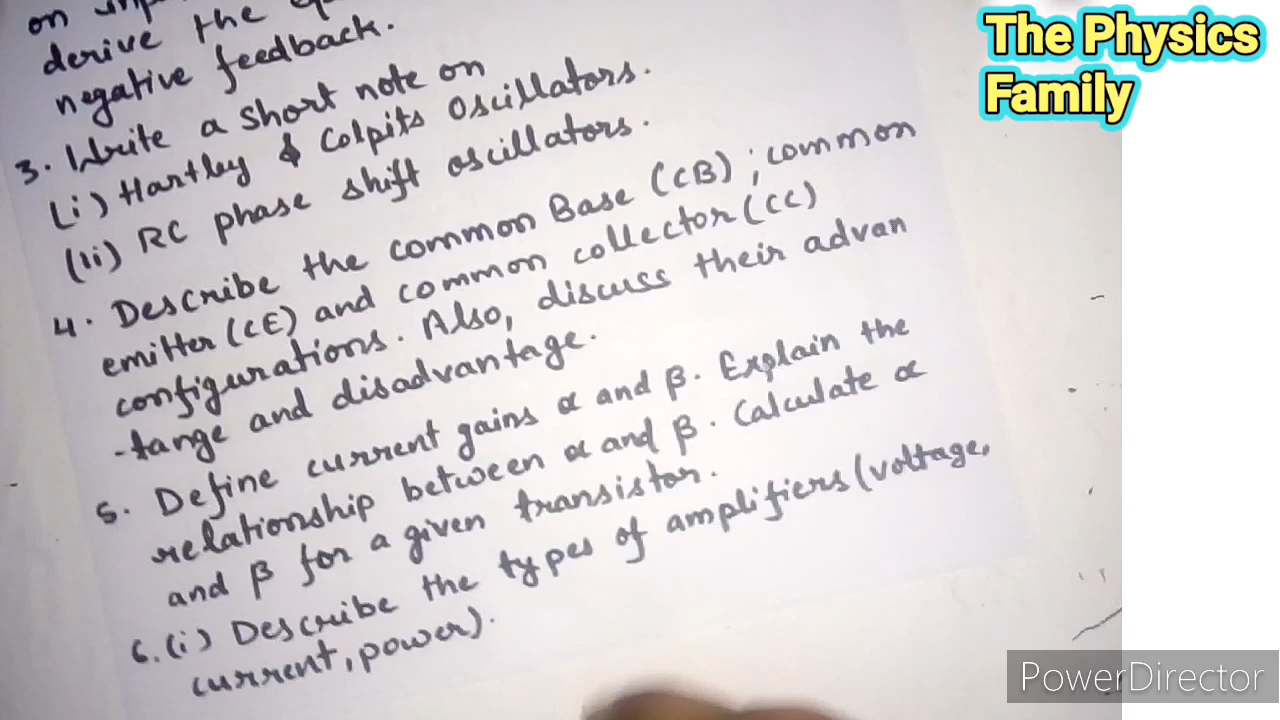 on
derive the
negative feedback.
3. Write a short note on
(i) Hartley & Colpits Oscillators.
(ii) RC phase shift oscillators.
4. Describe the common Base (CB); common
emitter (CE) and common collector (CC)
configurations. Also, discuss their advan
-tange and disadvantage.
5. Define current gains α and β. Explain the
relationship between α and β. Calculate α
and β for a given transistor.
6. (i) Describe the types of amplifiers (voltage,
current, power).
The Physics
Family
PowerDirector